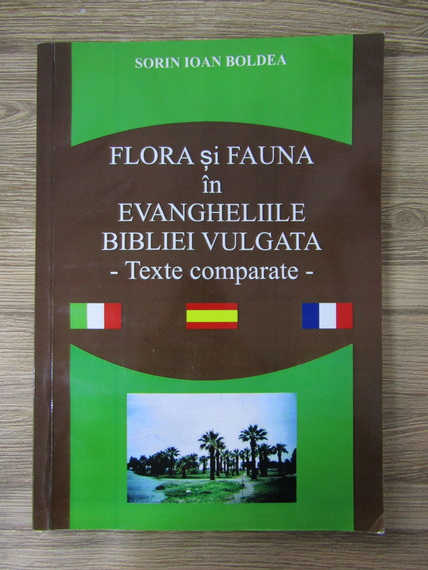 SORIN IOAN BOLDEA
FLORA și FAUNA
în
EVANGHELIILE
BIBLIEI VULGATA
- Texte comparate -